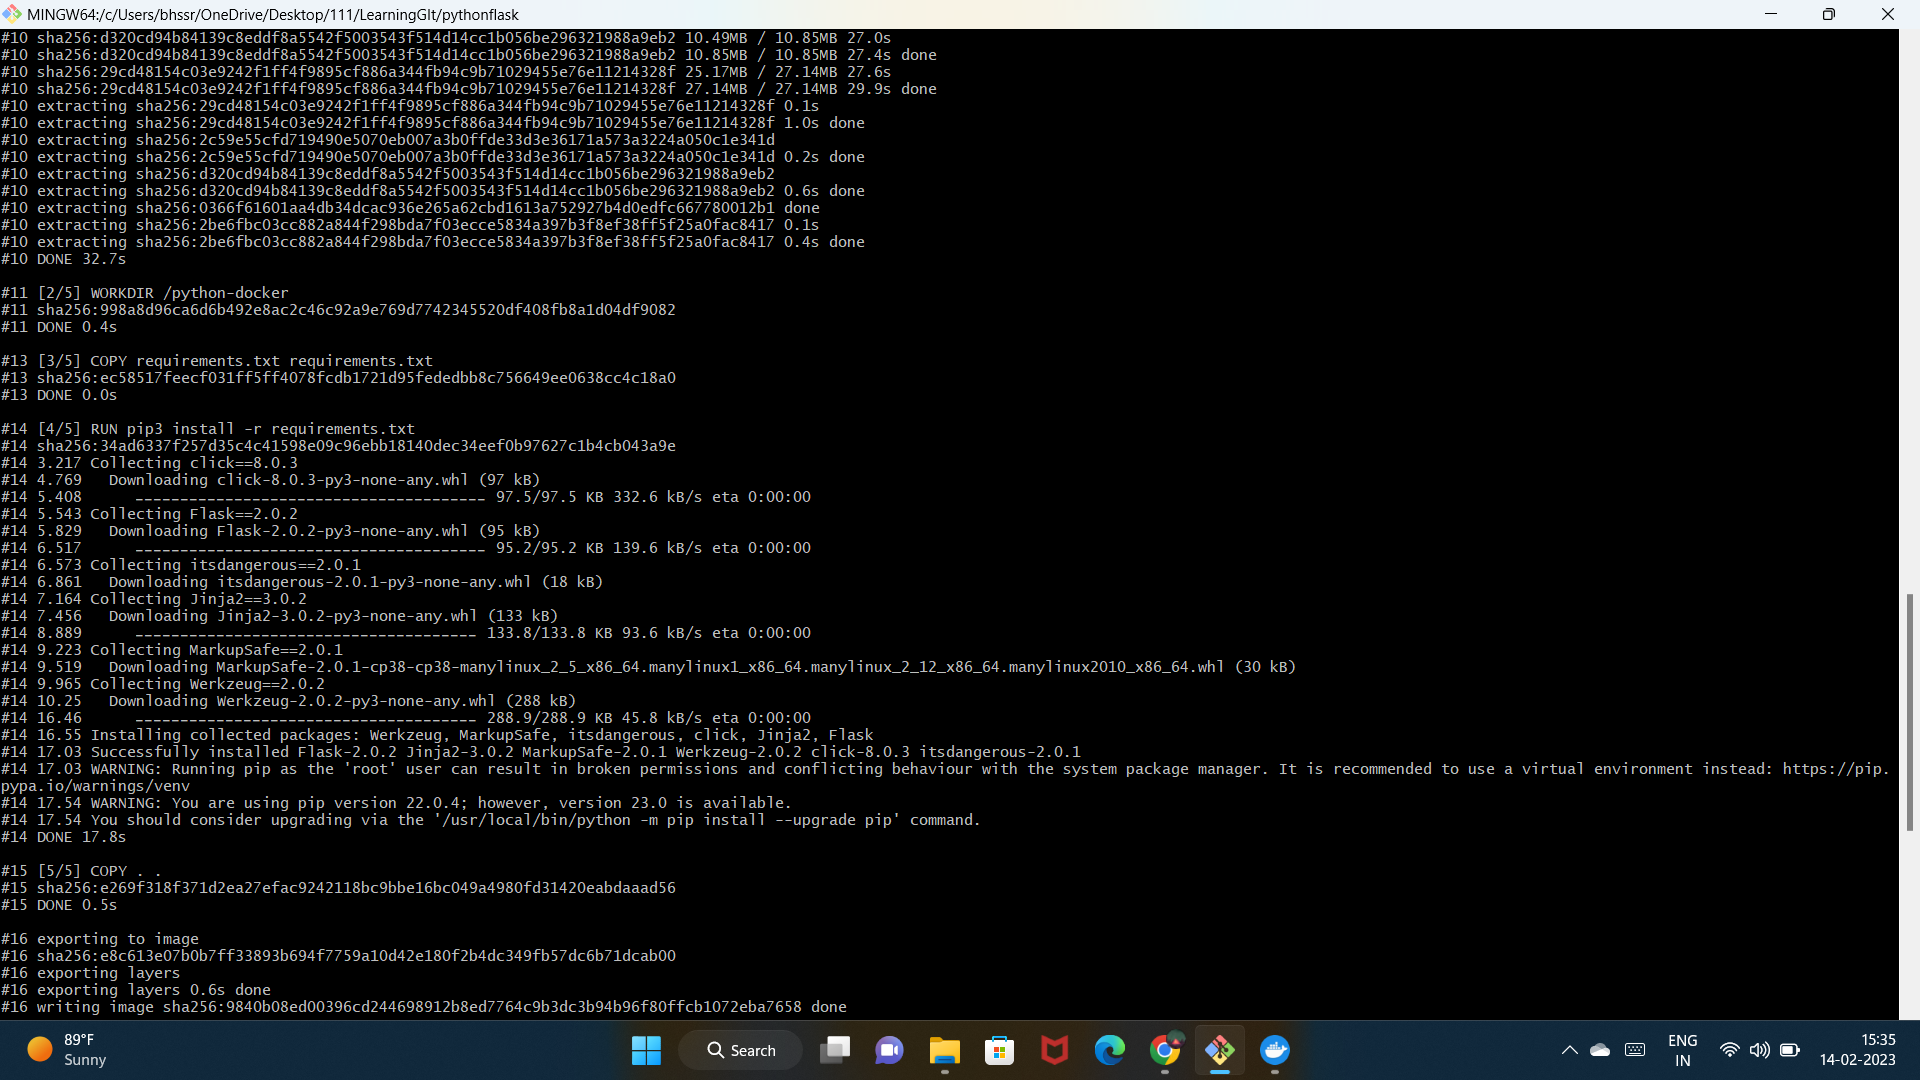 MINGW64:/c/Users/bhssr/OneDrive/Desktop/111/LearningGIt/pythonflask
#10 sha256:d320cd94b84139c8eddf8a5542f5003543f514d14cc1b056be296321988a9eb2 10.49MB / 10.85MB 27.0s
#10 sha256:d320cd94b84139c8eddf8a5542f5003543f514d14cc1b056be296321988a9eb2 10.85MB / 10.85MB 27.4s done
#10 sha256:29cd48154c03e9242f1ff4f9895cf886a344fb94c9b71029455e76e11214328f 25.17MB / 27.14MB 27.6s
#10 sha256:29cd48154c03e9242f1ff4f9895cf886a344fb94c9b71029455e76e11214328f 27.14MB / 27.14MB 29.9s done
#10 extracting sha256:29cd48154c03e9242f1ff4f9895cf886a344fb94c9b71029455e76e11214328f 0.1s
#10 extracting sha256:29cd48154c03e9242f1ff4f9895cf886a344fb94c9b71029455e76e11214328f 1.0s done
#10 extracting sha256:2c59e55cfd719490e5070eb007a3b0ffde33d3e36171a573a3224a050c1e341d
#10 extracting sha256:2c59e55cfd719490e5070eb007a3b0ffde33d3e36171a573a3224a050c1e341d 0.2s done
#10 extracting sha256:d320cd94b84139c8eddf8a5542f5003543f514d14cc1b056be296321988a9eb2
#10 extracting sha256:d320cd94b84139c8eddf8a5542f5003543f514d14cc1b056be296321988a9eb2 0.6s done
#10 extracting sha256:0366f61601aa4db34dcac936e265a62cbd1613a752927b4d0edfc667780012b1 done
#10 extracting sha256:2be6fbc03cc882a844f298bda7f03ecce5834a397b3f8ef38ff5f25a0fac8417 0.1s
#10 extracting sha256:2be6fbc03cc882a844f298bda7f03ecce5834a397b3f8ef38ff5f25a0fac8417 0.4s done
#10 DONE 32.7s
#11 [2/5] WORKDIR /python-docker
#11 sha256:998a8d96ca6d6b492e8ac2c46c92a9e769d7742345520df408fb8a1d04df9082
#11 DONE 0.4s
#13 [3/5] COPY requirements.txt requirements.txt
#13 sha256:ec58517feecf031ff5ff4078fcdb1721d95fededbb8c756649ee0638cc4c18a0
#13 DONE 0.0s
#14 [4/5] RUN pip3 install -r requirements.txt
#14 sha256:34ad6337f257d35c4c41598e09c96ebb18140dec34eef0b97627c1b4cb043a9e
#14 3.217 Collecting click==8.0.3
#14 4.769   Downloading click-8.0.3-py3-none-any.whl (97 kB)
#14 5.408      --------------------------------------- 97.5/97.5 KB 332.6 kB/s eta 0:00:00
#14 5.543 Collecting Flask==2.0.2
#14 5.829   Downloading Flask-2.0.2-py3-none-any.whl (95 kB)
#14 6.517      --------------------------------------- 95.2/95.2 KB 139.6 kB/s eta 0:00:00
#14 6.573 Collecting itsdangerous==2.0.1
#14 6.861   Downloading itsdangerous-2.0.1-py3-none-any.whl (18 kB)
#14 7.164 Collecting Jinja2==3.0.2
#14 7.456   Downloading Jinja2-3.0.2-py3-none-any.whl (133 kB)
#14 8.889      -------------------------------------- 133.8/133.8 KB 93.6 kB/s eta 0:00:00
#14 9.223 Collecting MarkupSafe==2.0.1
#14 9.519   Downloading MarkupSafe-2.0.1-cp38-cp38-manylinux_2_5_x86_64.manylinux1_x86_64.manylinux_2_12_x86_64.manylinux2010_x86_64.whl (30 kB)
#14 9.965 Collecting Werkzeug==2.0.2
#14 10.25   Downloading Werkzeug-2.0.2-py3-none-any.whl (288 kB)
#14 16.46      -------------------------------------- 288.9/288.9 KB 45.8 kB/s eta 0:00:00
#14 16.55 Installing collected packages: Werkzeug, MarkupSafe, itsdangerous, click, Jinja2, Flask
#14 17.03 Successfully installed Flask-2.0.2 Jinja2-3.0.2 MarkupSafe-2.0.1 Werkzeug-2.0.2 click-8.0.3 itsdangerous-2.0.1
#14 17.03 WARNING: Running pip as the 'root' user can result in broken permissions and conflicting behaviour with the system package manager. It is recommended to use a virtual environment instead: https://pip.
pypa.io/warnings/venv
#14 17.54 WARNING: You are using pip version 22.0.4; however, version 23.0 is available.
#14 17.54 You should consider upgrading via the '/usr/local/bin/python -m pip install --upgrade pip' command.
#14 DONE 17.8s
#15 [5/5] COPY . .
#15 sha256:e269f318f371d2ea27efac9242118bc9bbe16bc049a4980fd31420eabdaaad56
#15 DONE 0.5s
#16 exporting to image
#16 sha256:e8c613e07b0b7ff33893b694f7759a10d42e180f2b4dc349fb57dc6b71dcab00
#16 exporting layers
#16 exporting layers 0.6s done
#16 writing image sha256:9840b08ed00396cd244698912b8ed7764c9b3dc3b94b96f80ffcb1072eba7658 done
89°F
Sunny
Search
ENG
IN
15:35
14-02-2023